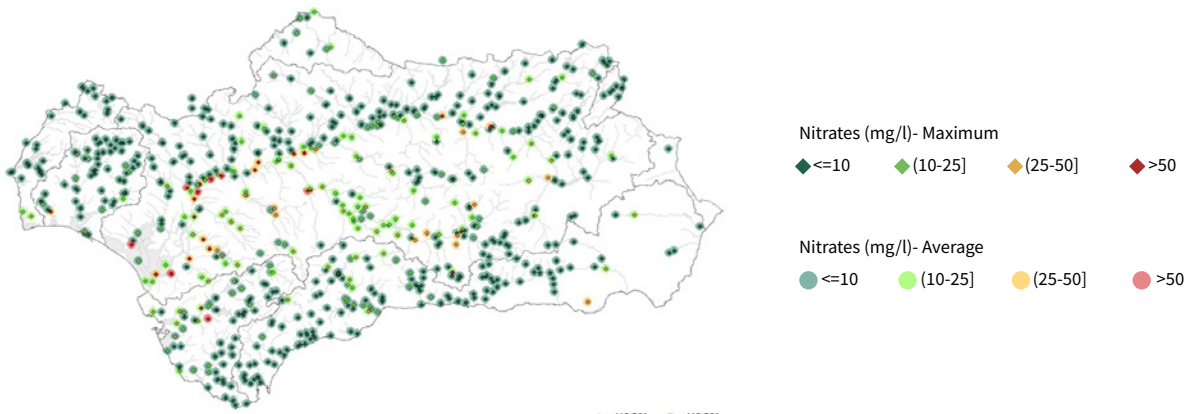 Nitrates (mg/l)- Maximum
<=10 (10-25] (25-50] >50
Nitrates (mg/l)- Average
<=10 (10-25] (25-50] >50